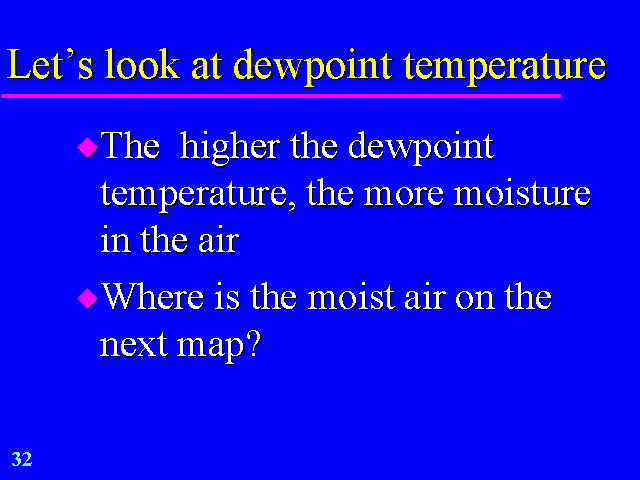 Let’s look at dewpoint temperature
The  higher the dewpoint
temperature, the more moisture
in the air
Where is the moist air on the
next map?
32